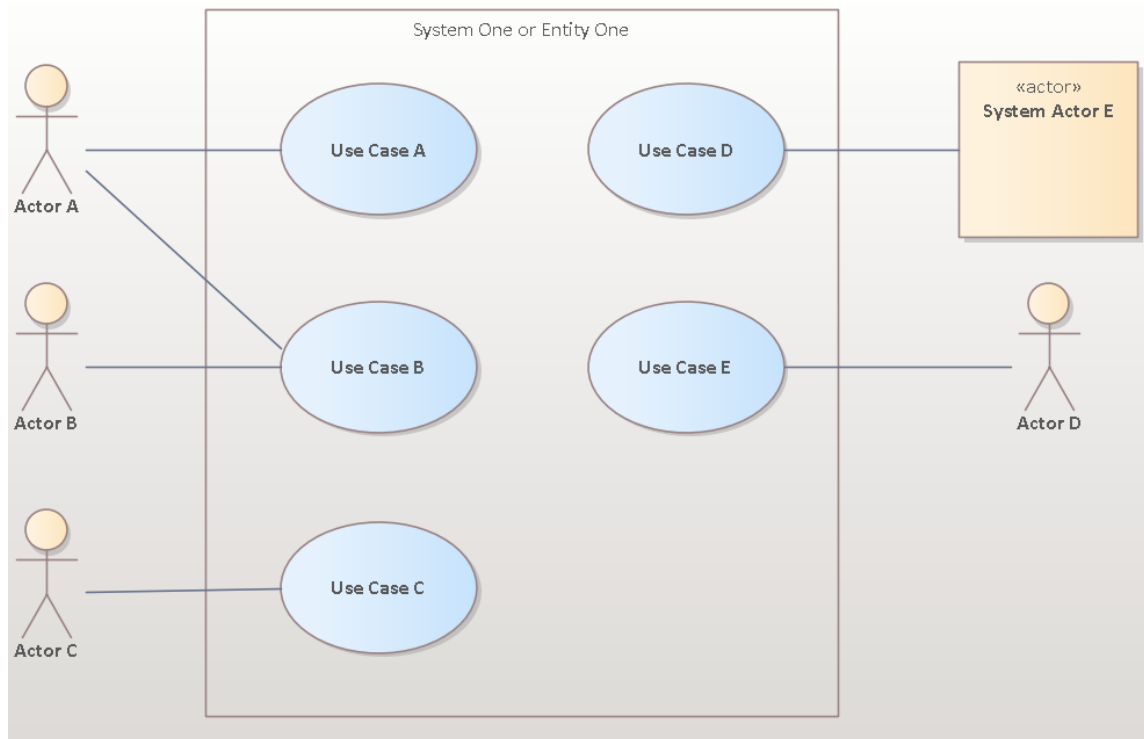 System One or Entity One
«actor»
System Actor E
Use Case A
Use Case D
Actor A
Use Case B
Use Case E
Actor B
Actor D
Use Case C
Actor C